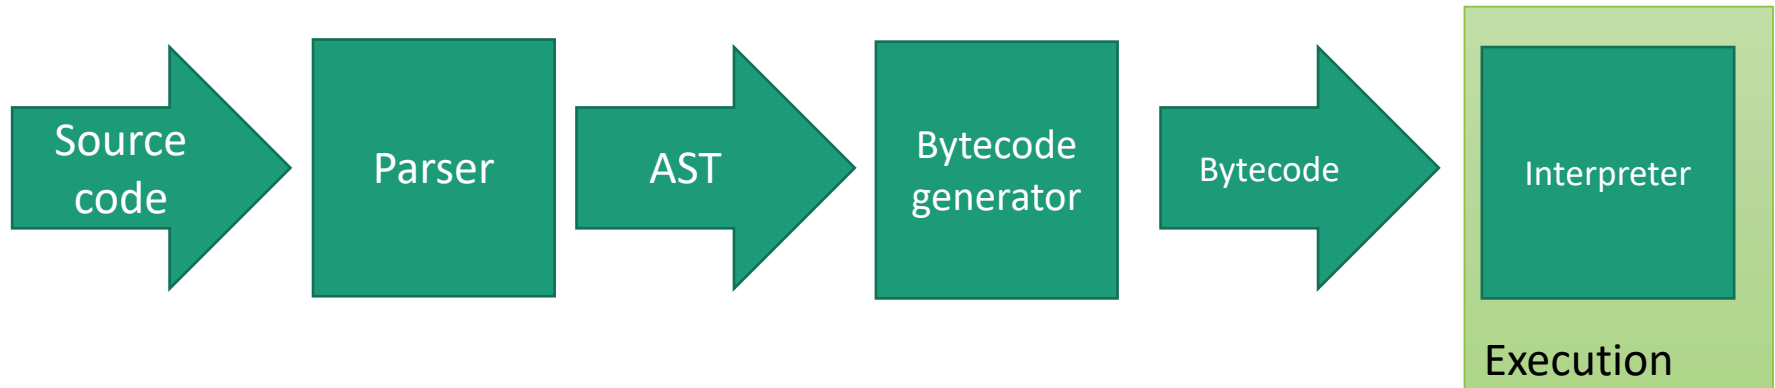 Source
code
Parser
AST
Bytecode
generator
Bytecode
Interpreter
Execution